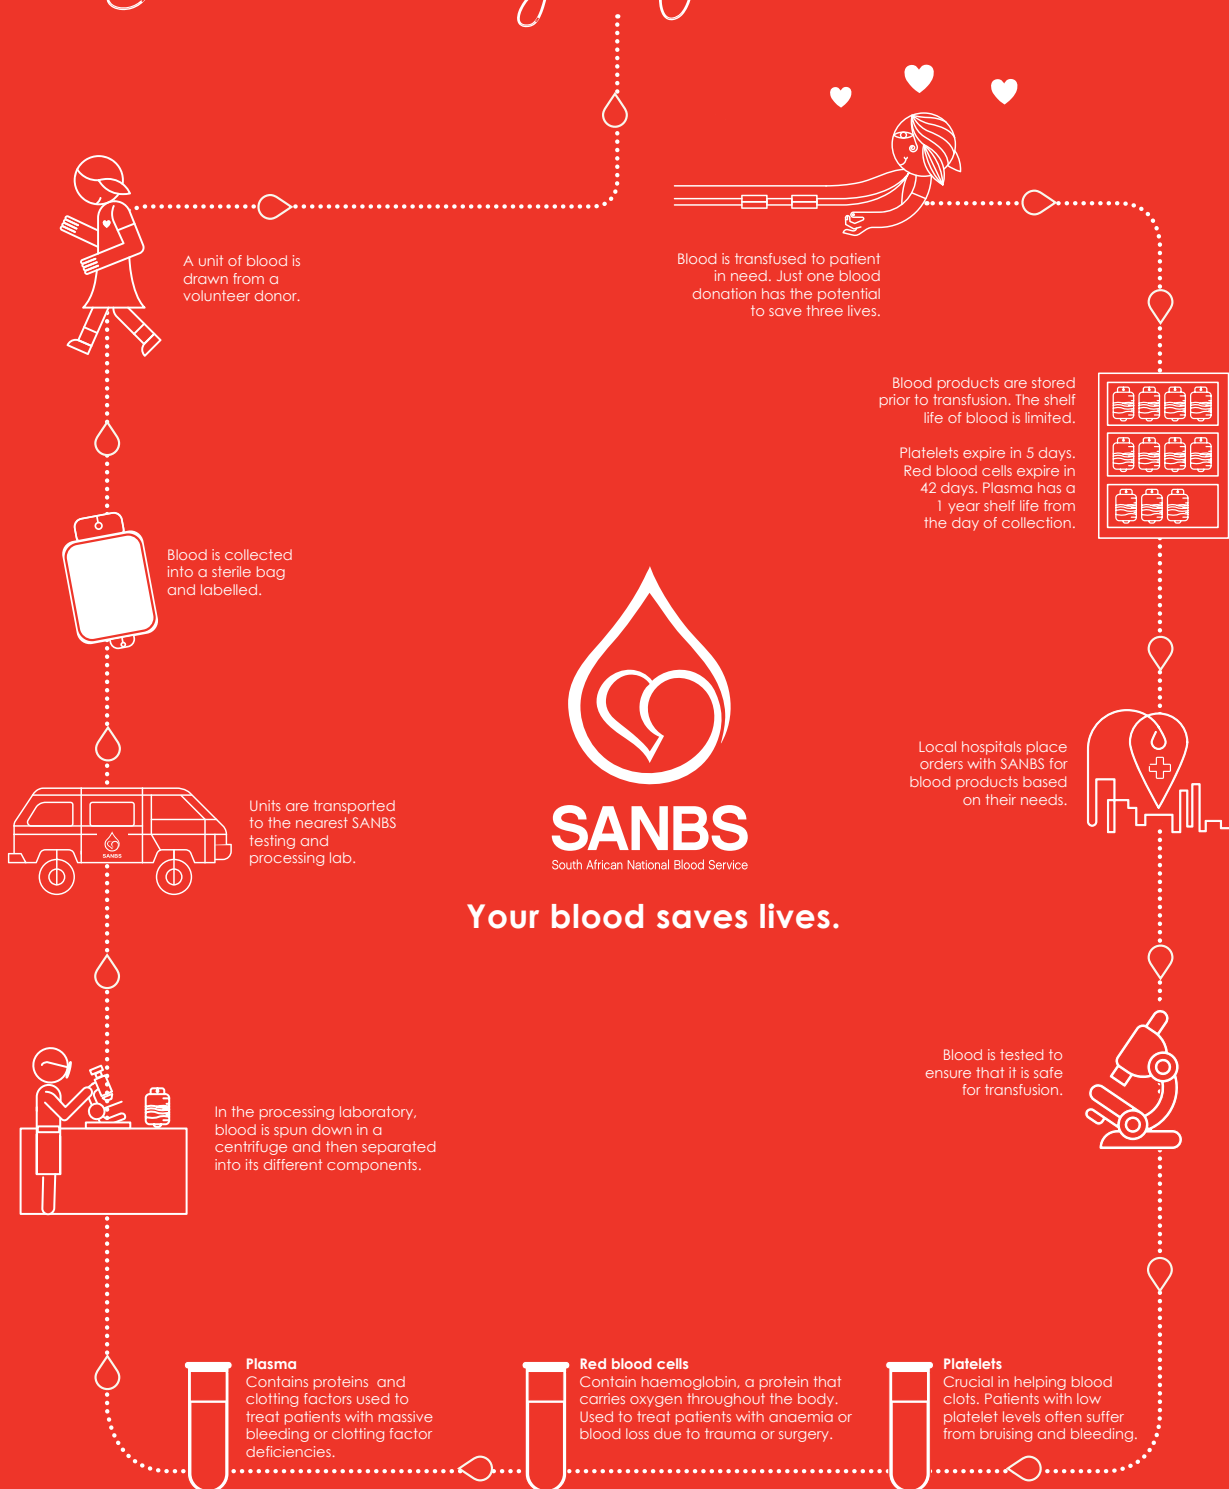 A unit of blood is
drawn from a
volunteer donor.
Blood is collected
into a sterile bag
and labelled.
SANBS
Units are transported
to the nearest SANBS
testing and
processing lab.
In the processing laboratory,
blood is spun down in a
centrifuge and then separated
into its different components.
Plasma
Contains proteins and
clotting factors used to
treat patients with massive
bleeding or clotting factor
deficiencies.
Red blood cells
Contain haemoglobin, a protein that
carries oxygen throughout the body.
Used to treat patients with anaemia or
blood loss due to trauma or surgery.
Platelets
Crucial in helping blood
clots. Patients with low
platelet levels often suffer
from bruising and bleeding.
Blood is tested to
ensure that it is safe
for transfusion.
Local hospitals place
orders with SANBS for
blood products based
on their needs.
Blood products are stored
prior to transfusion. The shelf
life of blood is limited.
Platelets expire in 5 days.
Red blood cells expire in
42 days. Plasma has a
1 year shelf life from
the day of collection.
Blood is transfused to patient
in need. Just one blood
donation has the potential
to save three lives.
SANBS
South African National Blood Service
Your blood saves lives.